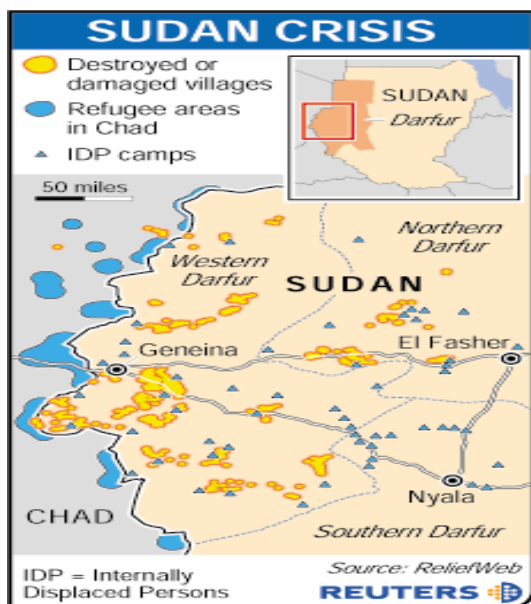 SUDAN CRISIS
Destroyed or
damaged villages
Refugee areas
in Chad
IDP camps
SUDAN
Darfur
50 miles
Northern
Darfur
Western
Darfur
SUDAN
Geneina
El Fasher
Nyala
CHAD
Southern Darfur
IDP = Internally
Displaced Persons
Source: ReliefWeb
REUTERS